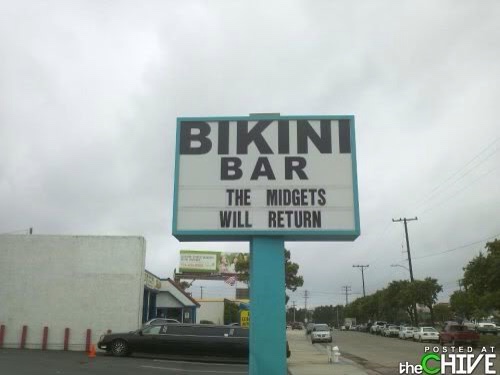 BIKINI
BAR
THE MIDGETS
WILL RETURN
POSTED AT
theCHIVE